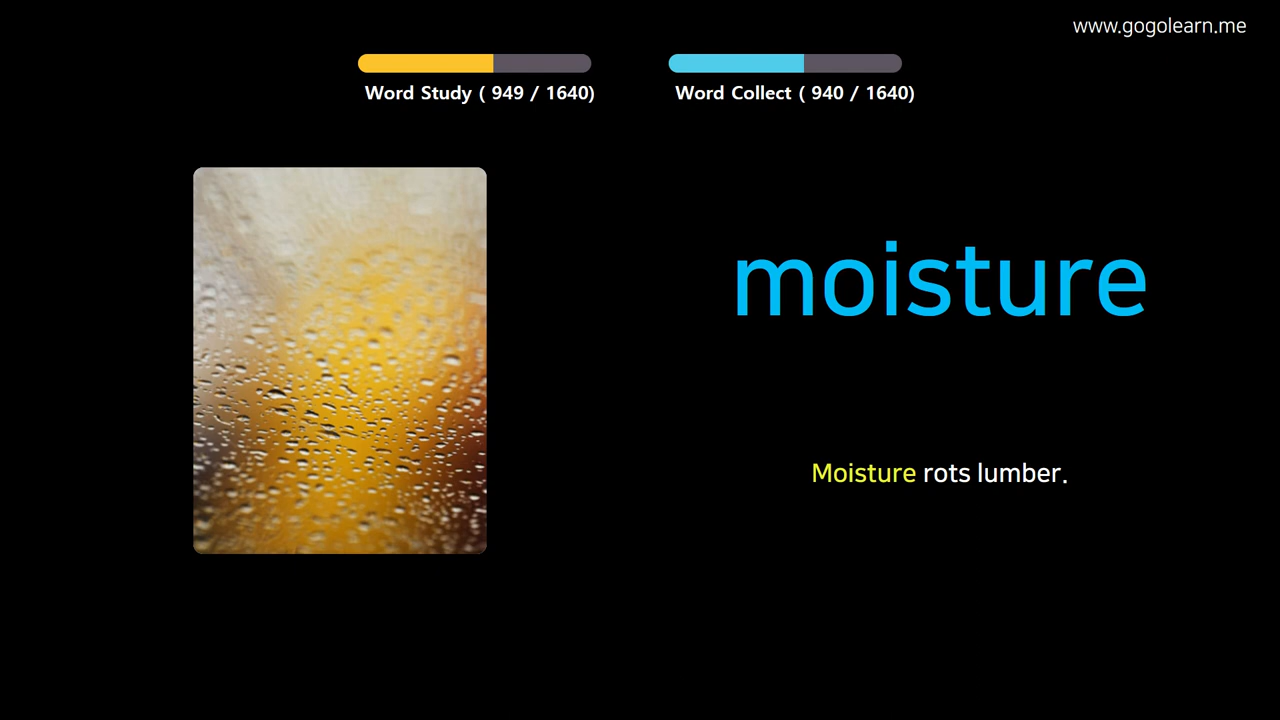 www.gogolearn.me
Word Study ( 949 / 1640)
Word Collect ( 940 / 1640)
moisture
Moisture rots lumber.